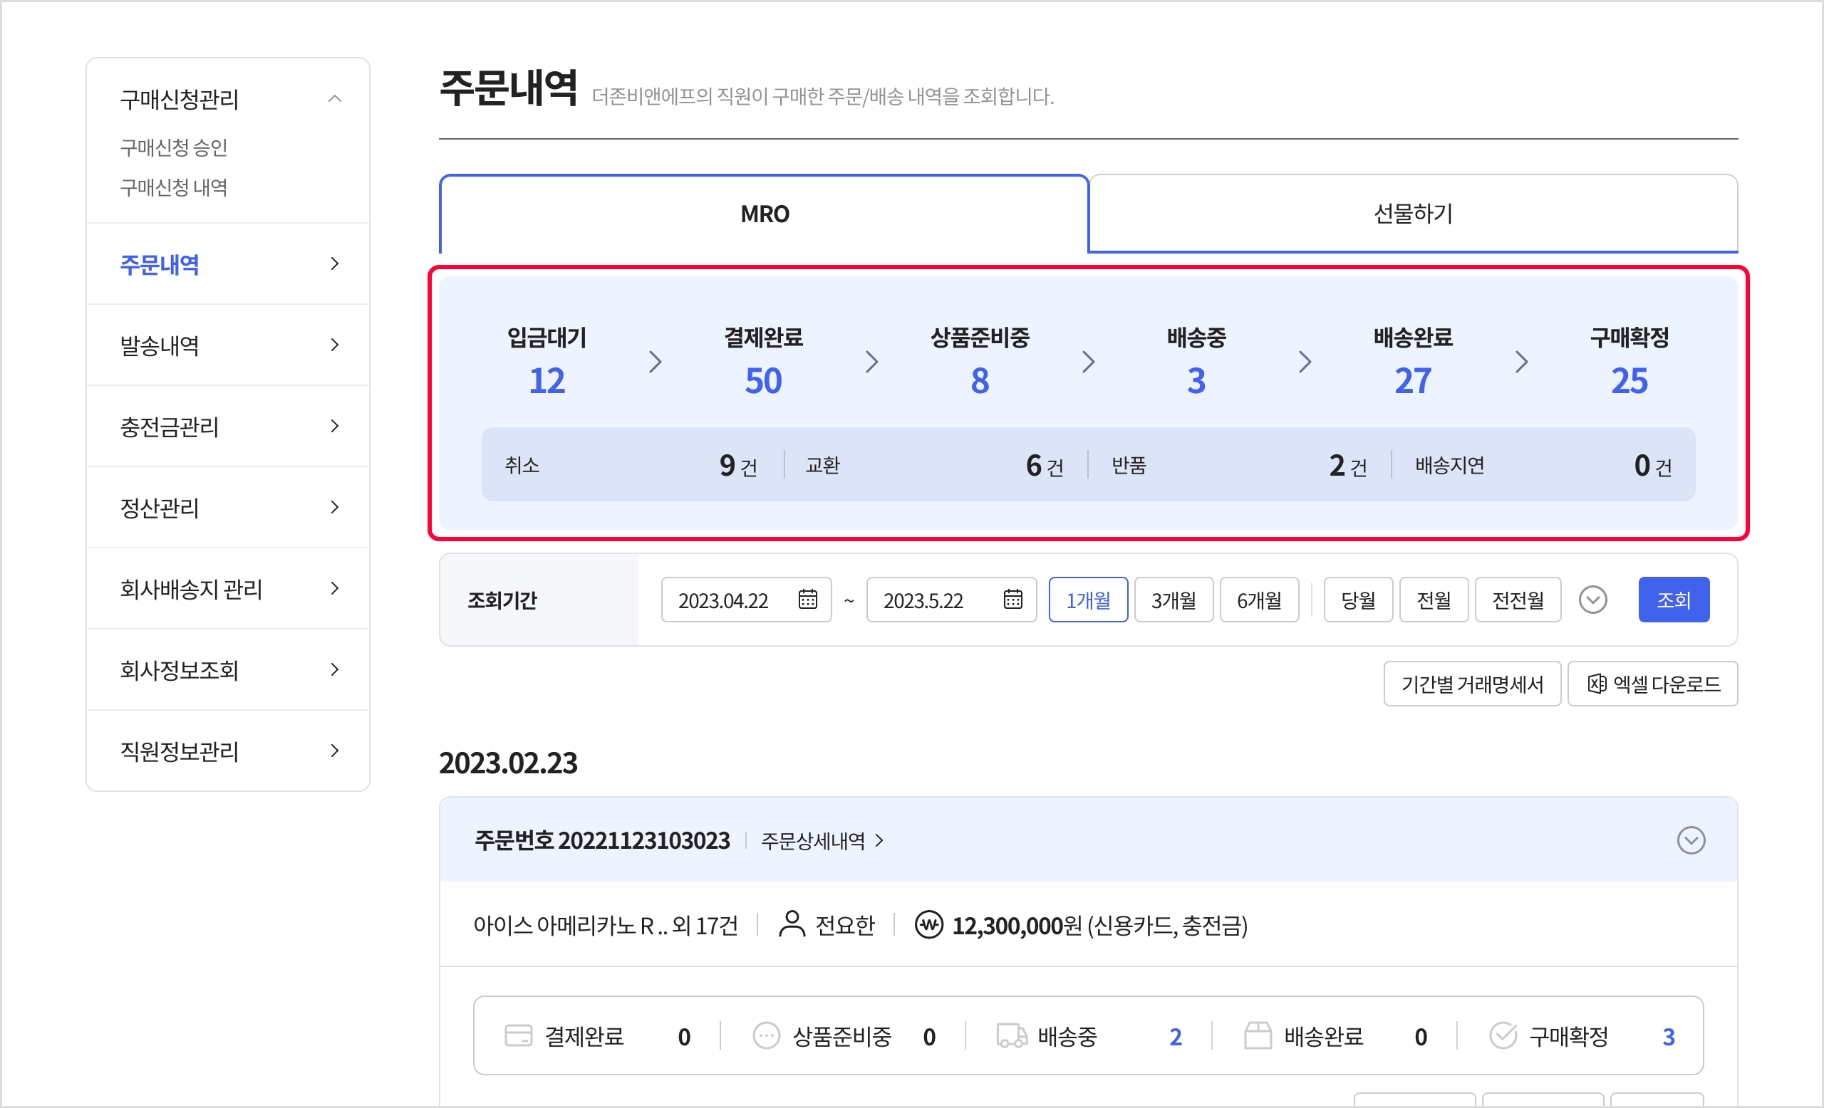 구매신청관리
구매신청 승인
구매신청 내역
주문내역
발송내역
충전금관리
정산관리
회사배송지 관리
회사정보조회
직원정보관리
주문내역 더존비앤에프의 직원이 구매한 주문/배송 내역을 조회합니다.
MRO 선물하기
입금대기 결제완료 상품준비중 배송중 배송완료 구매확정
12 50 8 3 27 25
취소 9 건 교환 6 건 반품 2 건 배송지연 0 건
조회기간 2023.04.22 ~ 2023.5.22 1개월 3개월 6개월 당월 전월 전전월 조회
기간별 거래명세서 엑셀 다운로드
2023.02.23
주문번호 20221123103023 주문상세내역
아이스 아메리카노 R .. 외 17건 전요한 12,300,000원 (신용카드, 충전금)
결제완료 0 상품준비중 0 배송중 2 배송완료 0 구매확정 3